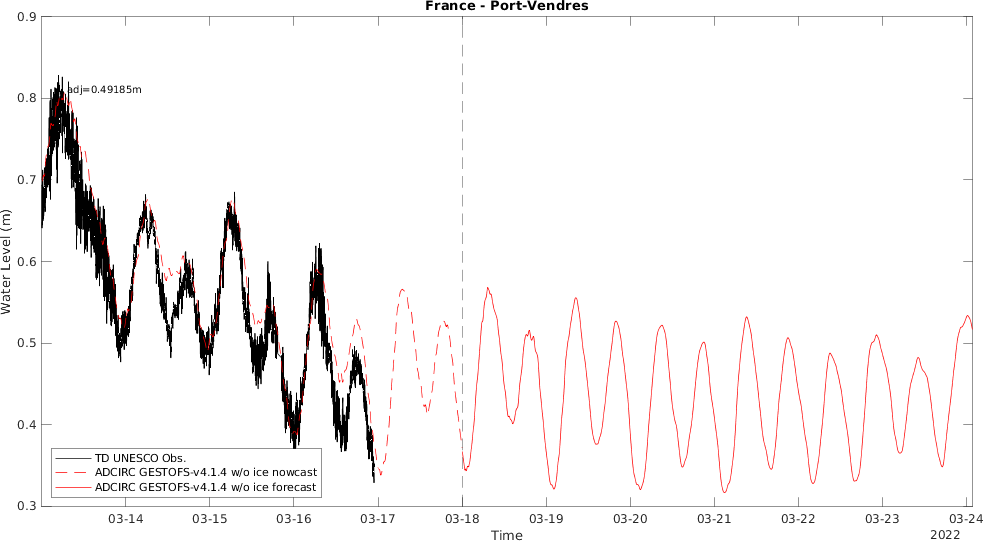 France - Port-Vendres
0.9
0.8
0.7
0.6
0.5
0.4
0.3
Water Level (m)
adj=0.49185m
TD UNESCO Obs.
ADCIRC GESTOFS-v4.1.4 w/o ice nowcast
ADCIRC GESTOFS-v4.1.4 w/o ice forecast
03-14 03-15 03-16 03-17 03-18 03-19 03-20 03-21 03-22 03-23 03-24
Time
2022